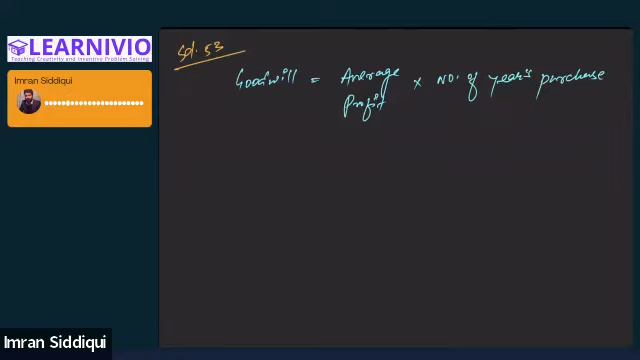 LEARNIVIO
Teaching Creativity and Inventive Problem Solving
Imran Siddiqui
Sol. 53
Goodwill = Average × No. of year's purchase
Profit
Imran Siddiqui